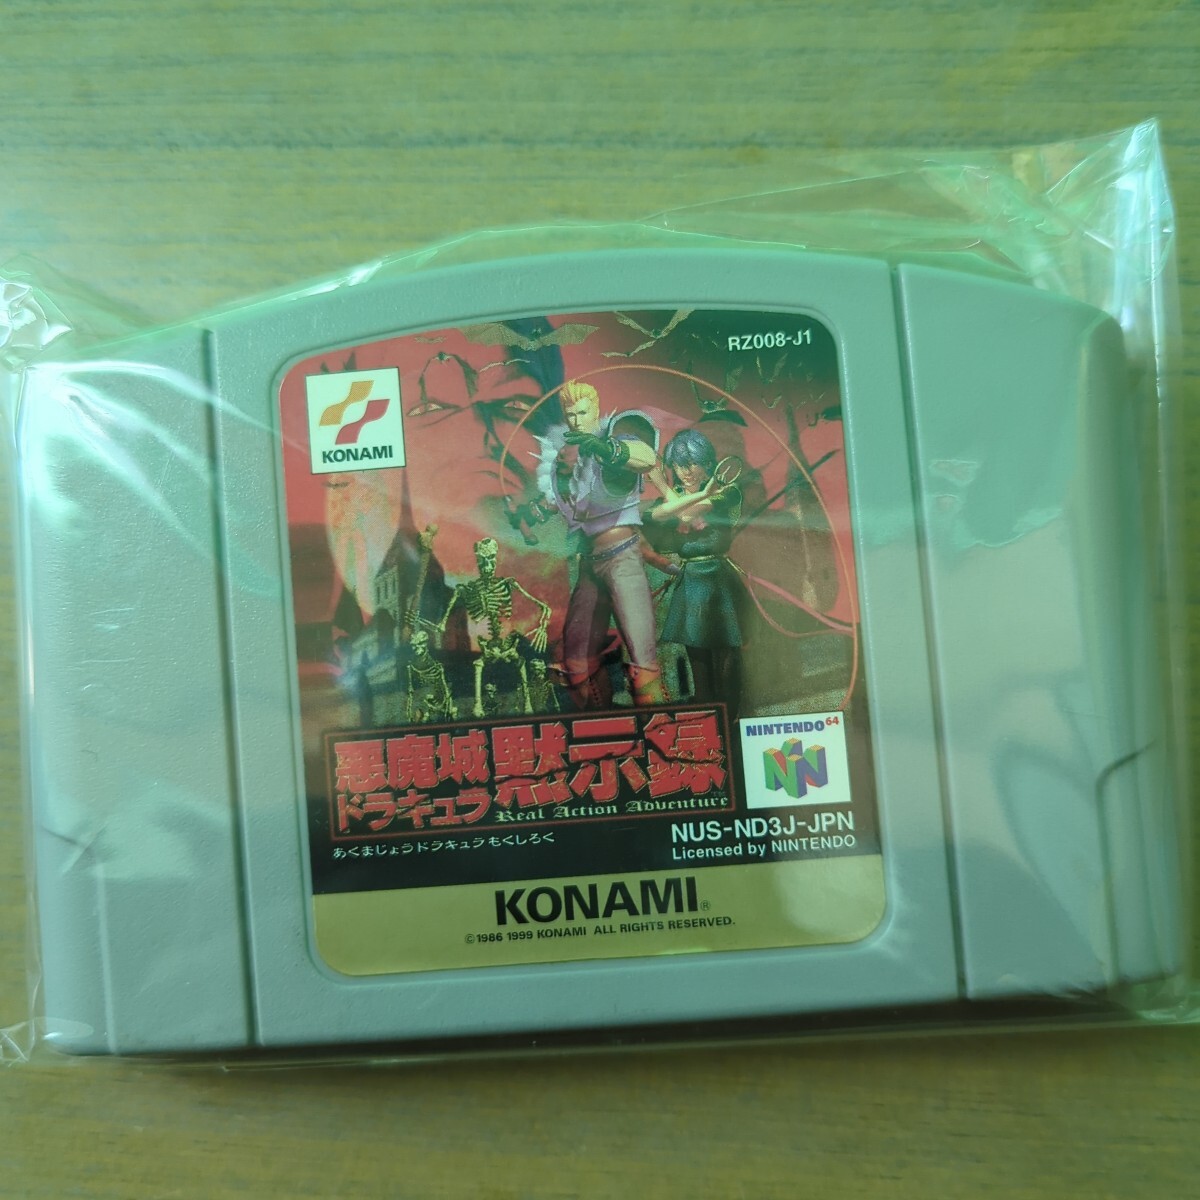 RZ008-J1
KONAMI
悪魔城
ドラキュラ
黙示録
Real Action Adventure TM
あくまじょうドラキュラもくしろく
NINTENDO 64
NUS-ND3J-JPN
Licensed by NINTENDO
KONAMI®
©1986 1999 KONAMI ALL RIGHTS RESERVED.